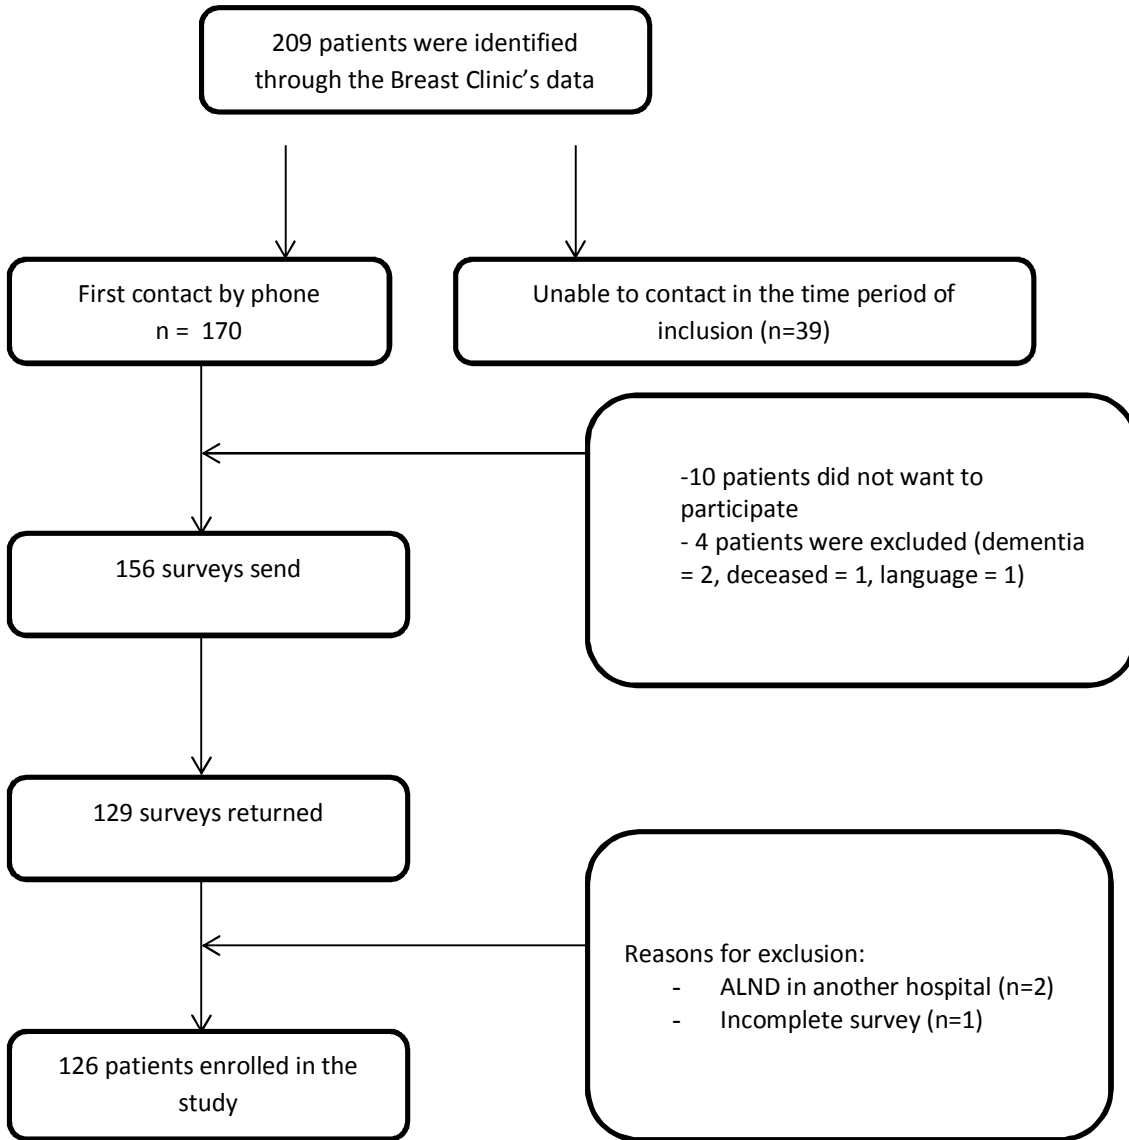 209 patients were identified
through the Breast Clinic’s data
First contact by phone
n =  170
Unable to contact in the time period of
inclusion (n=39)
-10 patients did not want to
participate
- 4 patients were excluded (dementia
= 2, deceased = 1, language = 1)
156 surveys send
129 surveys returned
Reasons for exclusion:
- ALND in another hospital (n=2)
- Incomplete survey (n=1)
126 patients enrolled in the
study